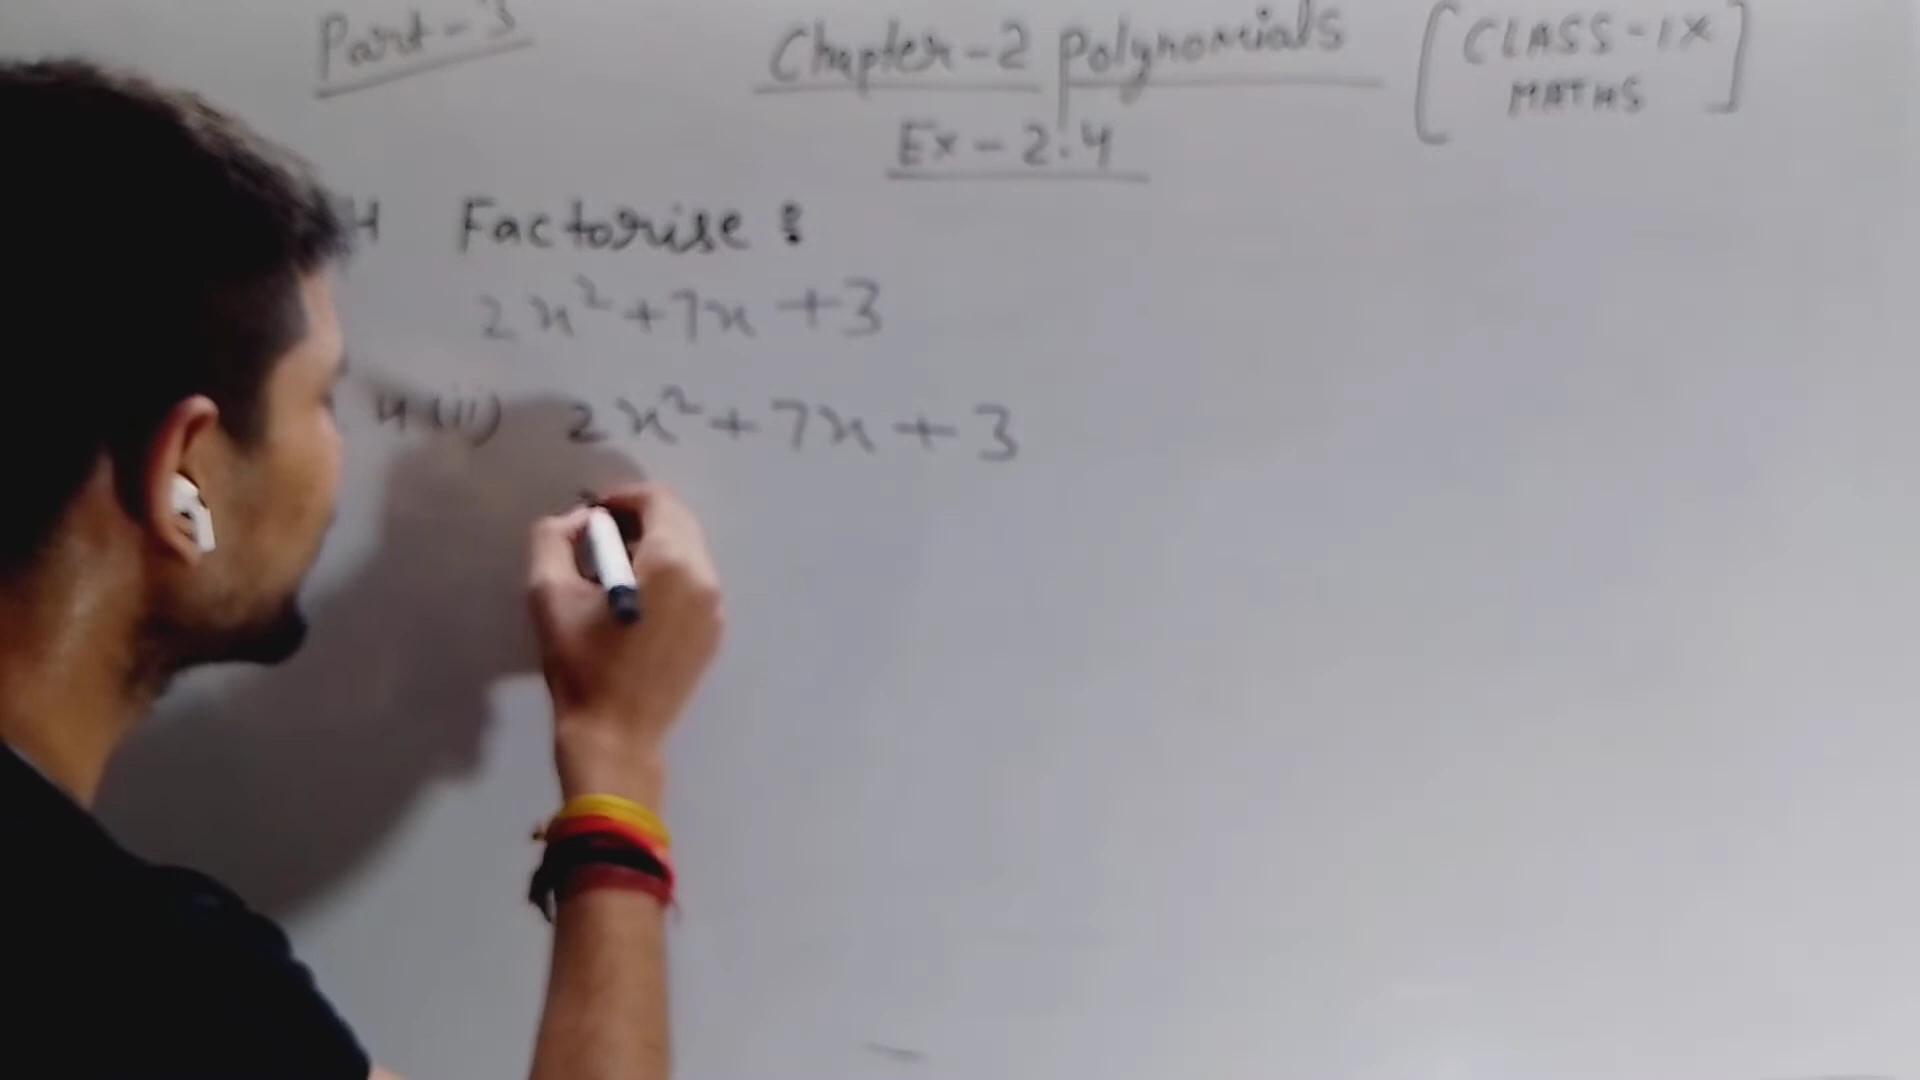 Part-3
Chapter-2 Polynomials
[CLASS-IX
MATHS]
Ex-2.4
4 Factorise :
2x²+7x+3
4 (ii) 2x²+7x+3